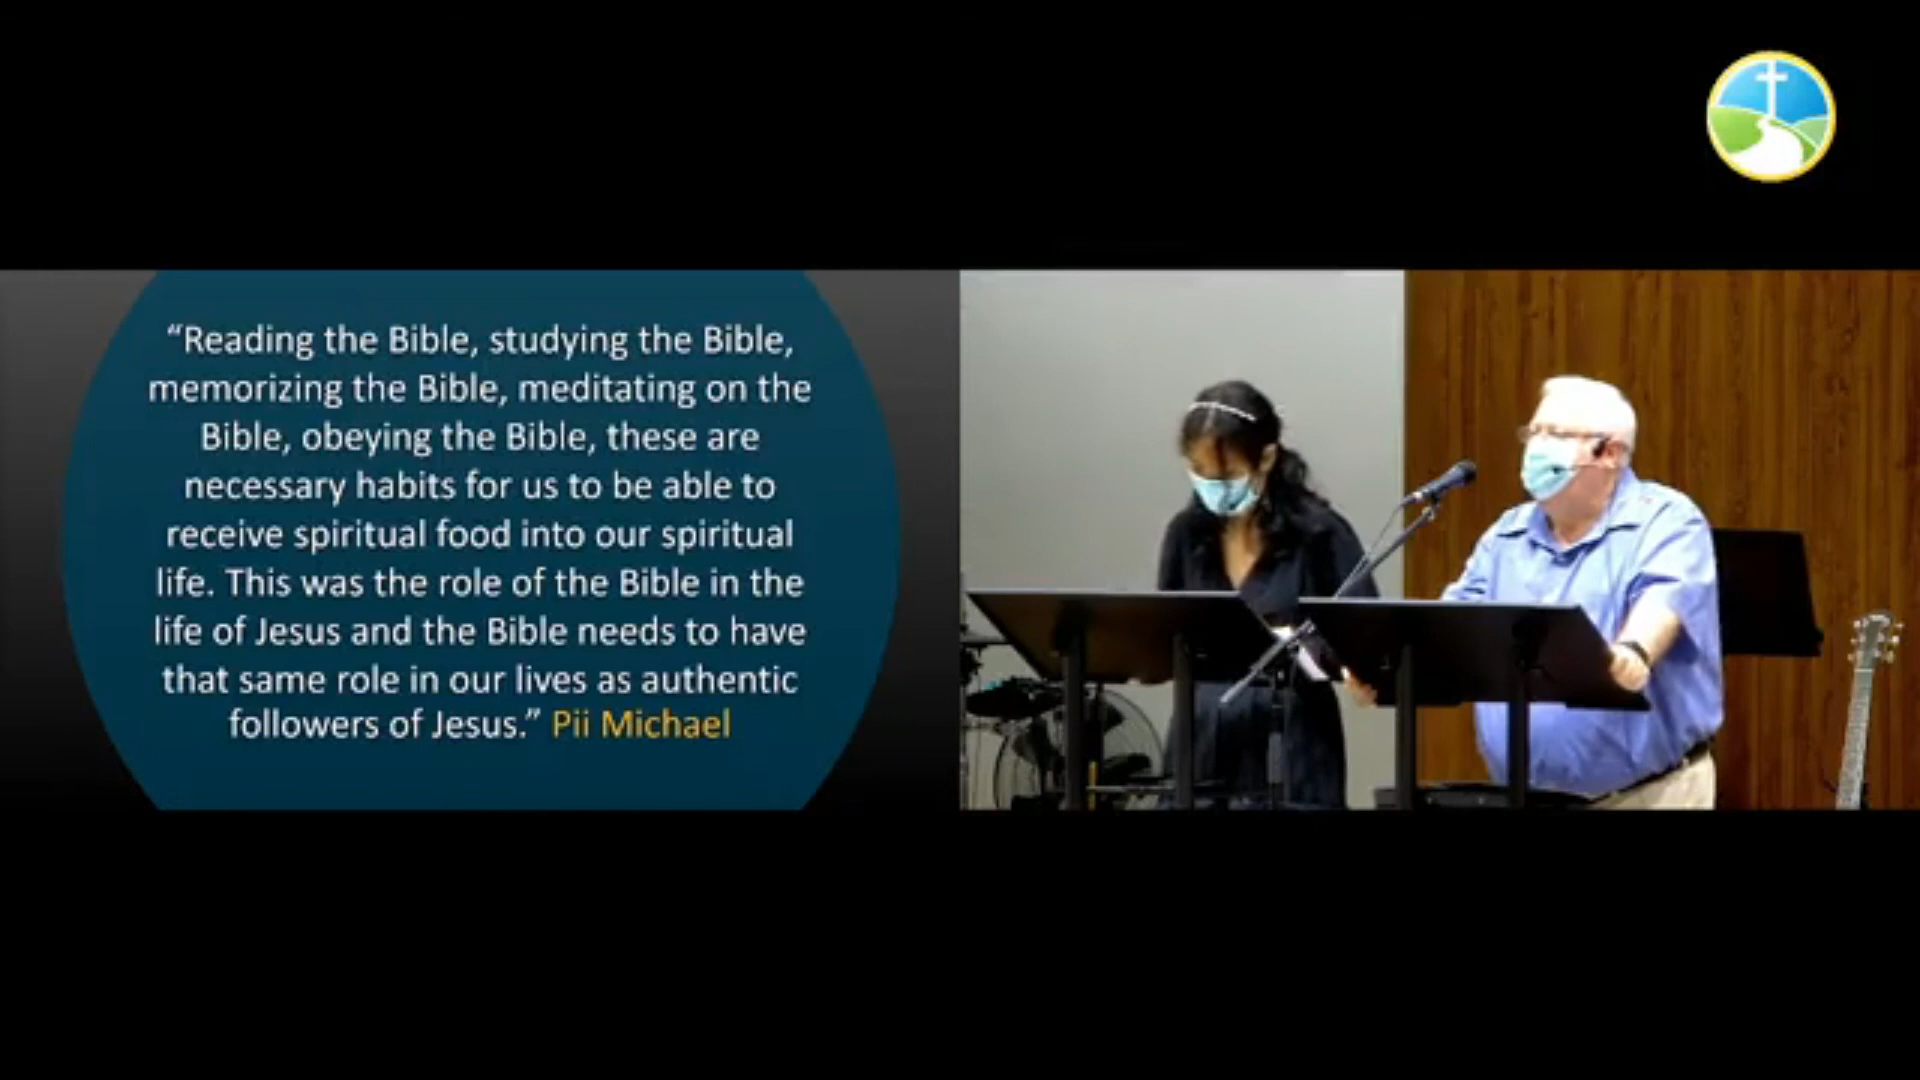 “Reading the Bible, studying the Bible,
memorizing the Bible, meditating on the
Bible, obeying the Bible, these are
necessary habits for us to be able to
receive spiritual food into our spiritual
life. This was the role of the Bible in the
life of Jesus and the Bible needs to have
that same role in our lives as authentic
followers of Jesus.” Pii Michael